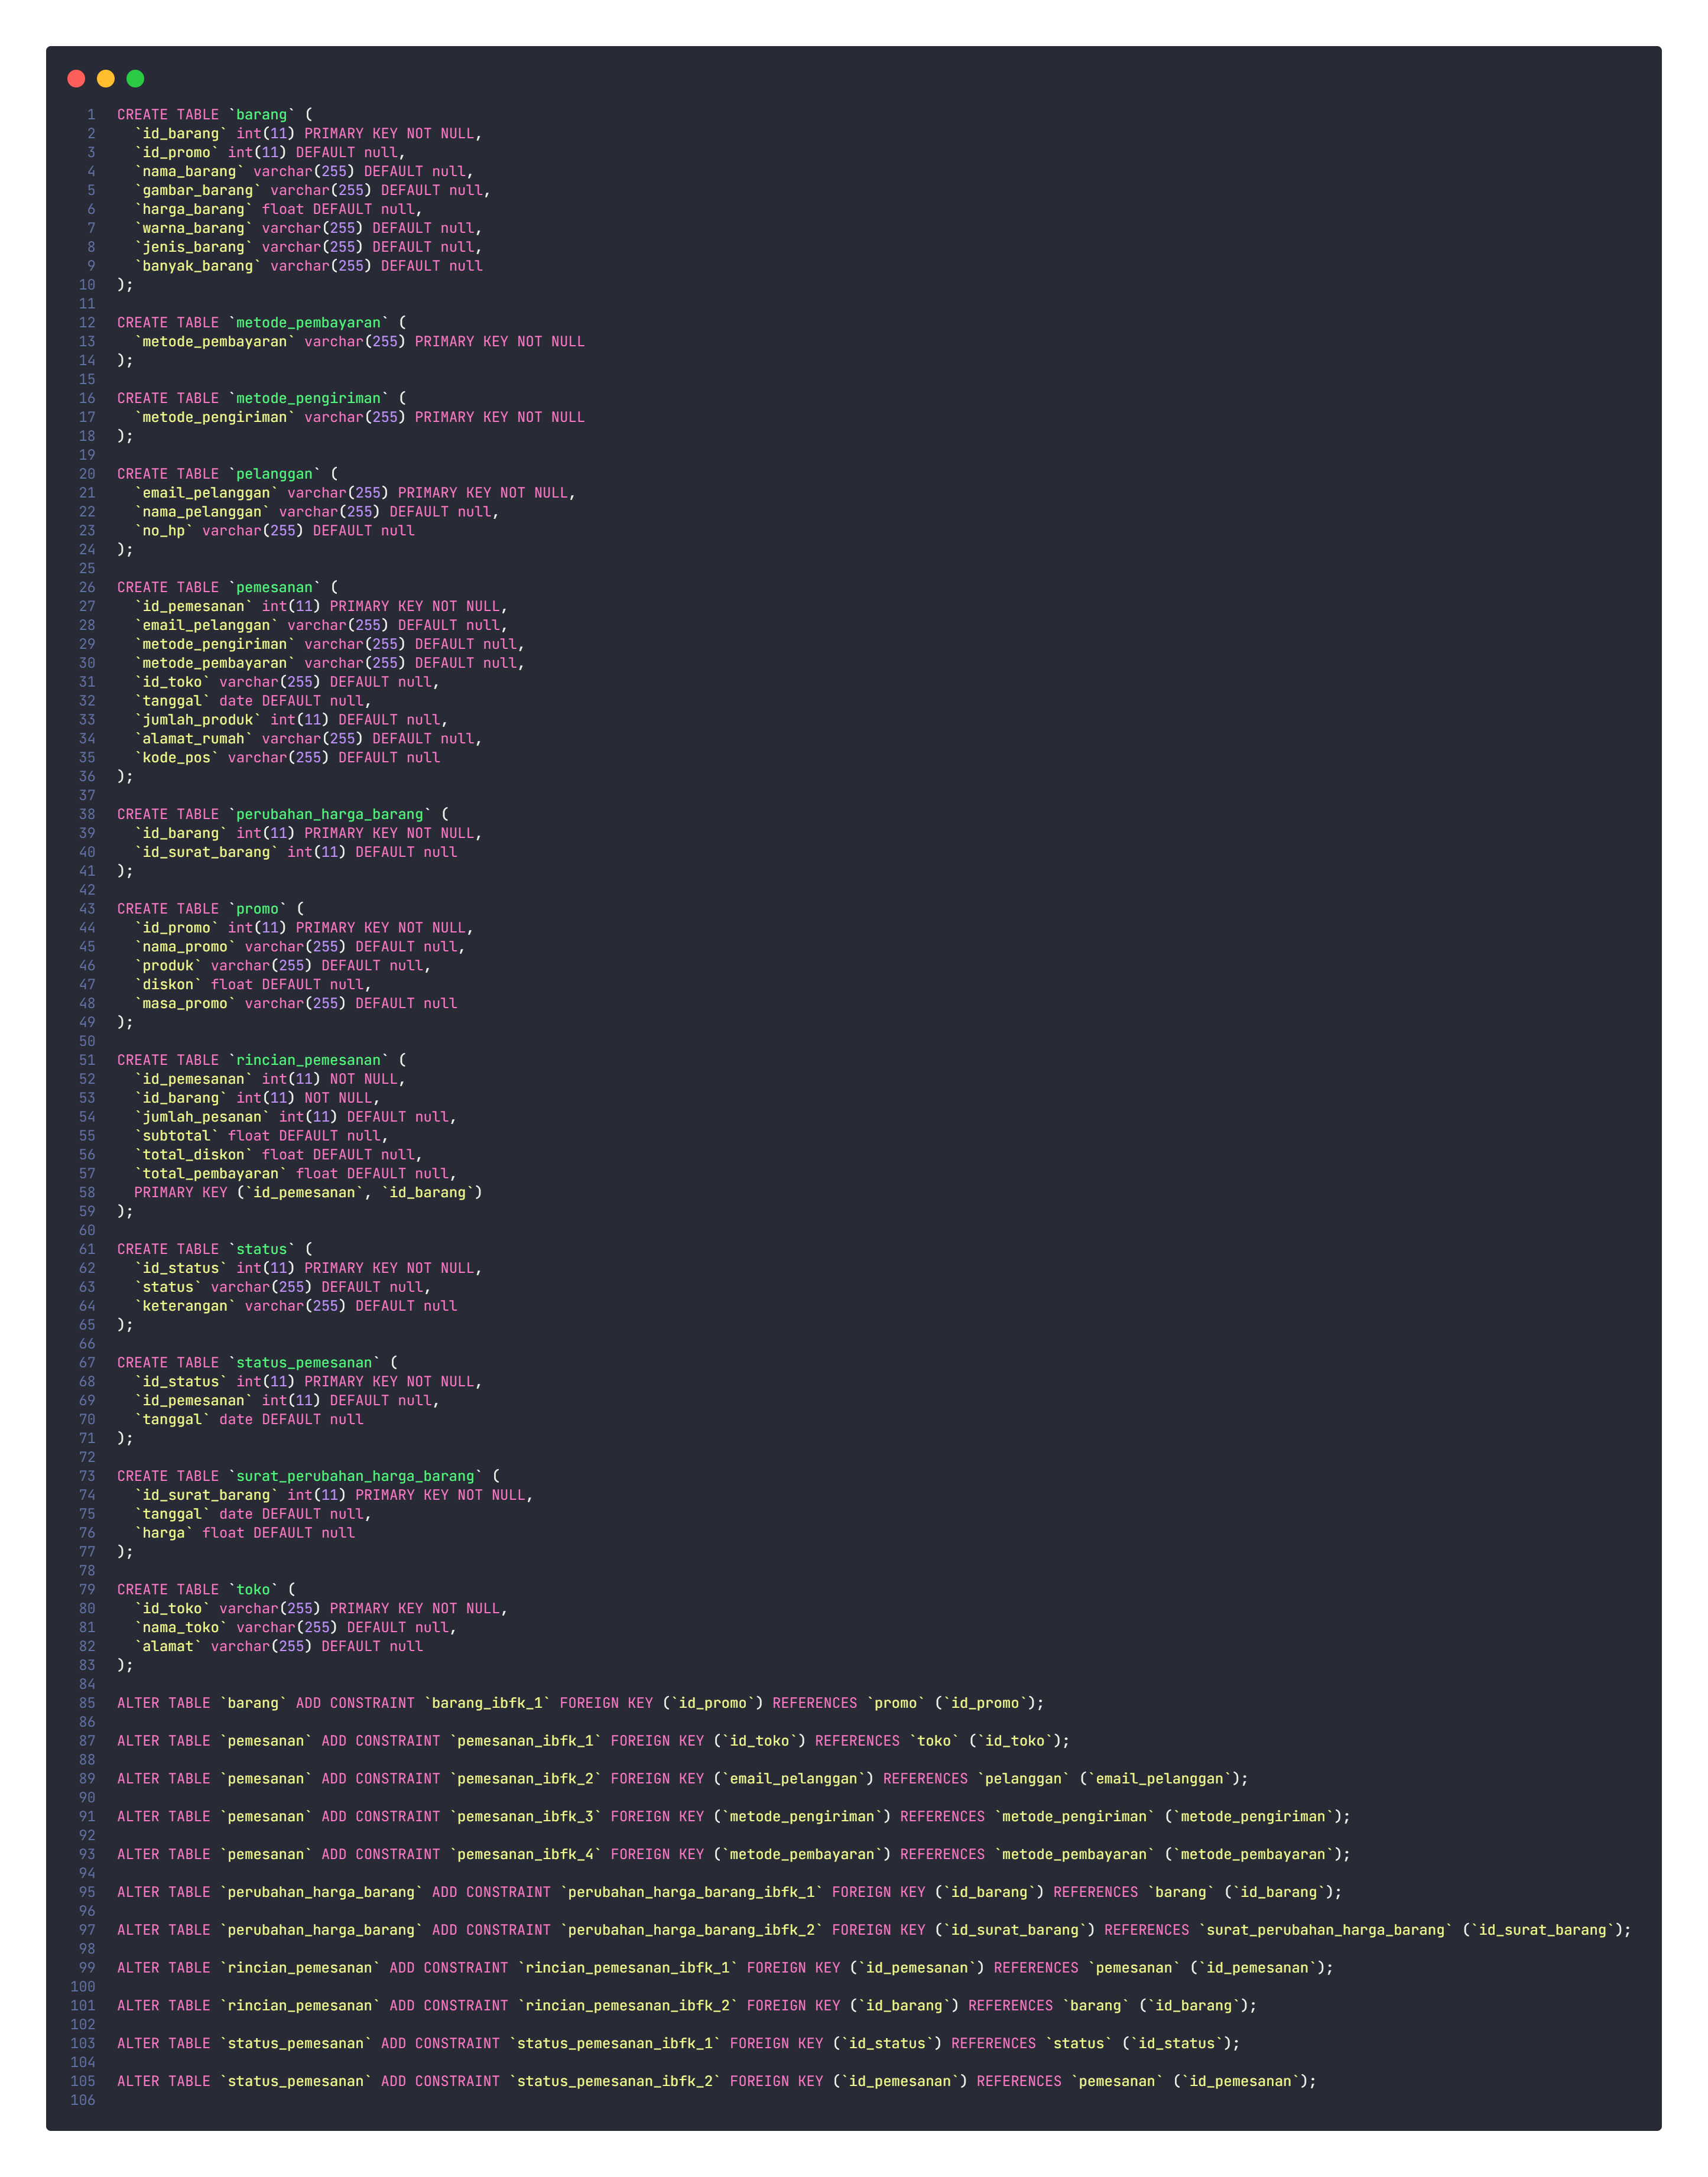 1 CREATE TABLE `barang` (
2 `id_barang` int(11) PRIMARY KEY NOT NULL,
3 `id_promo` int(11) DEFAULT null,
4 `nama_barang` varchar(255) DEFAULT null,
5 `gambar_barang` varchar(255) DEFAULT null,
6 `harga_barang` float DEFAULT null,
7 `warna_barang` varchar(255) DEFAULT null,
8 `jenis_barang` varchar(255) DEFAULT null,
9 `banyak_barang` varchar(255) DEFAULT null
10 );
11
12 CREATE TABLE `metode_pembayaran` (
13 `metode_pembayaran` varchar(255) PRIMARY KEY NOT NULL
14 );
15
16 CREATE TABLE `metode_pengiriman` (
17 `metode_pengiriman` varchar(255) PRIMARY KEY NOT NULL
18 );
19
20 CREATE TABLE `pelanggan` (
21 `email_pelanggan` varchar(255) PRIMARY KEY NOT NULL,
22 `nama_pelanggan` varchar(255) DEFAULT null,
23 `no_hp` varchar(255) DEFAULT null
24 );
25
26 CREATE TABLE `pemesanan` (
27 `id_pemesanan` int(11) PRIMARY KEY NOT NULL,
28 `email_pelanggan` varchar(255) DEFAULT null,
29 `metode_pengiriman` varchar(255) DEFAULT null,
30 `metode_pembayaran` varchar(255) DEFAULT null,
31 `id_toko` varchar(255) DEFAULT null,
32 `tanggal` date DEFAULT null,
33 `jumlah_produk` int(11) DEFAULT null,
34 `alamat_rumah` varchar(255) DEFAULT null,
35 `kode_pos` varchar(255) DEFAULT null
36 );
37
38 CREATE TABLE `perubahan_harga_barang` (
39 `id_barang` int(11) PRIMARY KEY NOT NULL,
40 `id_surat_barang` int(11) DEFAULT null
41 );
42
43 CREATE TABLE `promo` (
44 `id_promo` int(11) PRIMARY KEY NOT NULL,
45 `nama_promo` varchar(255) DEFAULT null,
46 `produk` varchar(255) DEFAULT null,
47 `diskon` float DEFAULT null,
48 `masa_promo` varchar(255) DEFAULT null
49 );
50
51 CREATE TABLE `rincian_pemesanan` (
52 `id_pemesanan` int(11) NOT NULL,
53 `id_barang` int(11) NOT NULL,
54 `jumlah_pesanan` int(11) DEFAULT null,
55 `subtotal` float DEFAULT null,
56 `total_diskon` float DEFAULT null,
57 `total_pembayaran` float DEFAULT null,
58 PRIMARY KEY (`id_pemesanan`, `id_barang`)
59 );
60
61 CREATE TABLE `status` (
62 `id_status` int(11) PRIMARY KEY NOT NULL,
63 `status` varchar(255) DEFAULT null,
64 `keterangan` varchar(255) DEFAULT null
65 );
66
67 CREATE TABLE `status_pemesanan` (
68 `id_status` int(11) PRIMARY KEY NOT NULL,
69 `id_pemesanan` int(11) DEFAULT null,
70 `tanggal` date DEFAULT null
71 );
72
73 CREATE TABLE `surat_perubahan_harga_barang` (
74 `id_surat_barang` int(11) PRIMARY KEY NOT NULL,
75 `tanggal` date DEFAULT null,
76 `harga` float DEFAULT null
77 );
78
79 CREATE TABLE `toko` (
80 `id_toko` varchar(255) PRIMARY KEY NOT NULL,
81 `nama_toko` varchar(255) DEFAULT null,
82 `alamat` varchar(255) DEFAULT null
83 );
84
85 ALTER TABLE `barang` ADD CONSTRAINT `barang_ibfk_1` FOREIGN KEY (`id_promo`) REFERENCES `promo` (`id_promo`);
86
87 ALTER TABLE `pemesanan` ADD CONSTRAINT `pemesanan_ibfk_1` FOREIGN KEY (`id_toko`) REFERENCES `toko` (`id_toko`);
88
89 ALTER TABLE `pemesanan` ADD CONSTRAINT `pemesanan_ibfk_2` FOREIGN KEY (`email_pelanggan`) REFERENCES `pelanggan` (`email_pelanggan`);
90
91 ALTER TABLE `pemesanan` ADD CONSTRAINT `pemesanan_ibfk_3` FOREIGN KEY (`metode_pengiriman`) REFERENCES `metode_pengiriman` (`metode_pengiriman`);
92
93 ALTER TABLE `pemesanan` ADD CONSTRAINT `pemesanan_ibfk_4` FOREIGN KEY (`metode_pembayaran`) REFERENCES `metode_pembayaran` (`metode_pembayaran`);
94
95 ALTER TABLE `perubahan_harga_barang` ADD CONSTRAINT `perubahan_harga_barang_ibfk_1` FOREIGN KEY (`id_barang`) REFERENCES `barang` (`id_barang`);
96
97 ALTER TABLE `perubahan_harga_barang` ADD CONSTRAINT `perubahan_harga_barang_ibfk_2` FOREIGN KEY (`id_surat_barang`) REFERENCES `surat_perubahan_harga_barang` (`id_surat_barang`);
98
99 ALTER TABLE `rincian_pemesanan` ADD CONSTRAINT `rincian_pemesanan_ibfk_1` FOREIGN KEY (`id_pemesanan`) REFERENCES `pemesanan` (`id_pemesanan`);
100
101 ALTER TABLE `rincian_pemesanan` ADD CONSTRAINT `rincian_pemesanan_ibfk_2` FOREIGN KEY (`id_barang`) REFERENCES `barang` (`id_barang`);
102
103 ALTER TABLE `status_pemesanan` ADD CONSTRAINT `status_pemesanan_ibfk_1` FOREIGN KEY (`id_status`) REFERENCES `status` (`id_status`);
104
105 ALTER TABLE `status_pemesanan` ADD CONSTRAINT `status_pemesanan_ibfk_2` FOREIGN KEY (`id_pemesanan`) REFERENCES `pemesanan` (`id_pemesanan`);
106